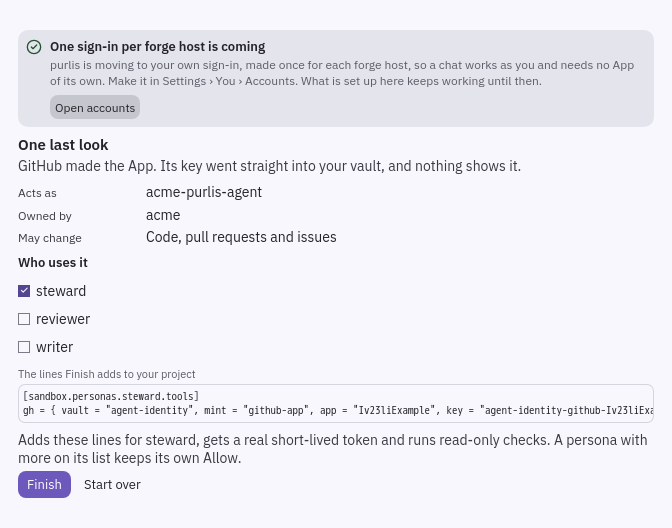 One sign-in per forge host is coming
purlis is moving to your own sign-in, made once for each forge host, so a chat works as you and needs no App
of its own. Make it in Settings › You › Accounts. What is set up here keeps working until then.
Open accounts
One last look
GitHub made the App. Its key went straight into your vault, and nothing shows it.
Acts as acme-purlis-agent
Owned by acme
May change Code, pull requests and issues
Who uses it
steward
reviewer
writer
The lines Finish adds to your project
[sandbox.personas.steward.tools]
gh = { vault = "agent-identity", mint = "github-app", app = "Iv23liExample", key = "agent-identity-github-Iv23liExa
Adds these lines for steward, gets a real short-lived token and runs read-only checks. A persona with
more on its list keeps its own Allow.
Finish Start over